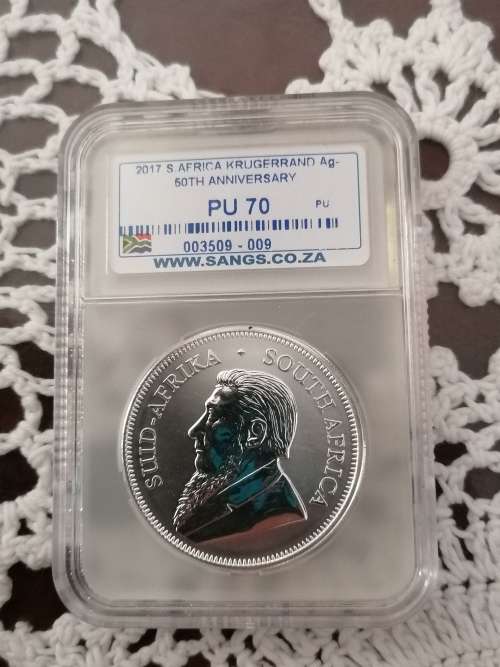 2017 S AFRICA KRUGERRAND Ag-
50TH ANNIVERSARY
PU 70 PU
003509 - 009
WWW.SANGS.CO.ZA
SUID-AFRIKA · SOUTH AFRICA